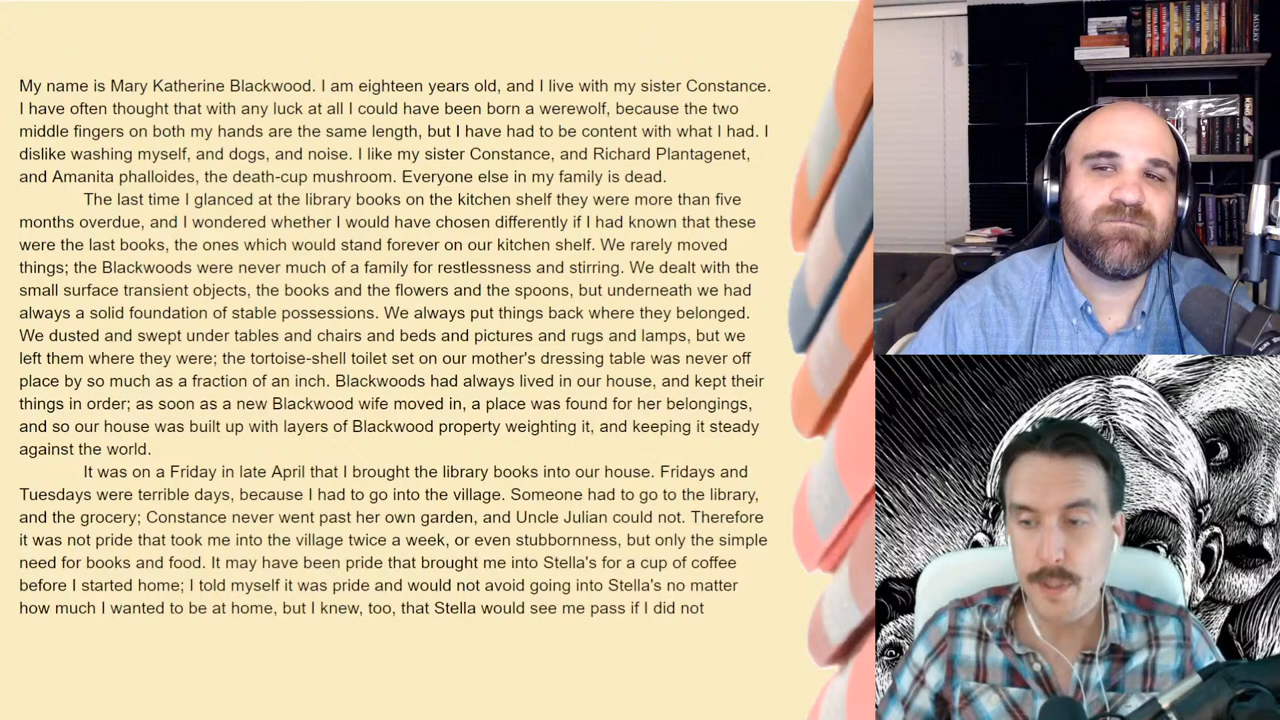 My name is Mary Katherine Blackwood. I am eighteen years old, and I live with my sister Constance.
I have often thought that with any luck at all I could have been born a werewolf, because the two
middle fingers on both my hands are the same length, but I have had to be content with what I had. I
dislike washing myself, and dogs, and noise. I like my sister Constance, and Richard Plantagenet,
and Amanita phalloides, the death-cup mushroom. Everyone else in my family is dead.
The last time I glanced at the library books on the kitchen shelf they were more than five
months overdue, and I wondered whether I would have chosen differently if I had known that these
were the last books, the ones which would stand forever on our kitchen shelf. We rarely moved
things; the Blackwoods were never much of a family for restlessness and stirring. We dealt with the
small surface transient objects, the books and the flowers and the spoons, but underneath we had
always a solid foundation of stable possessions. We always put things back where they belonged.
We dusted and swept under tables and chairs and beds and pictures and rugs and lamps, but we
left them where they were; the tortoise-shell toilet set on our mother's dressing table was never off
place by so much as a fraction of an inch. Blackwoods had always lived in our house, and kept their
things in order; as soon as a new Blackwood wife moved in, a place was found for her belongings,
and so our house was built up with layers of Blackwood property weighting it, and keeping it steady
against the world.
It was on a Friday in late April that I brought the library books into our house. Fridays and
Tuesdays were terrible days, because I had to go into the village. Someone had to go to the library,
and the grocery; Constance never went past her own garden, and Uncle Julian could not. Therefore
it was not pride that took me into the village twice a week, or even stubbornness, but only the simple
need for books and food. It may have been pride that brought me into Stella's for a cup of coffee
before I started home; I told myself it was pride and would not avoid going into Stella's no matter
how much I wanted to be at home, but I knew, too, that Stella would see me pass if I did not
MISERY
KING